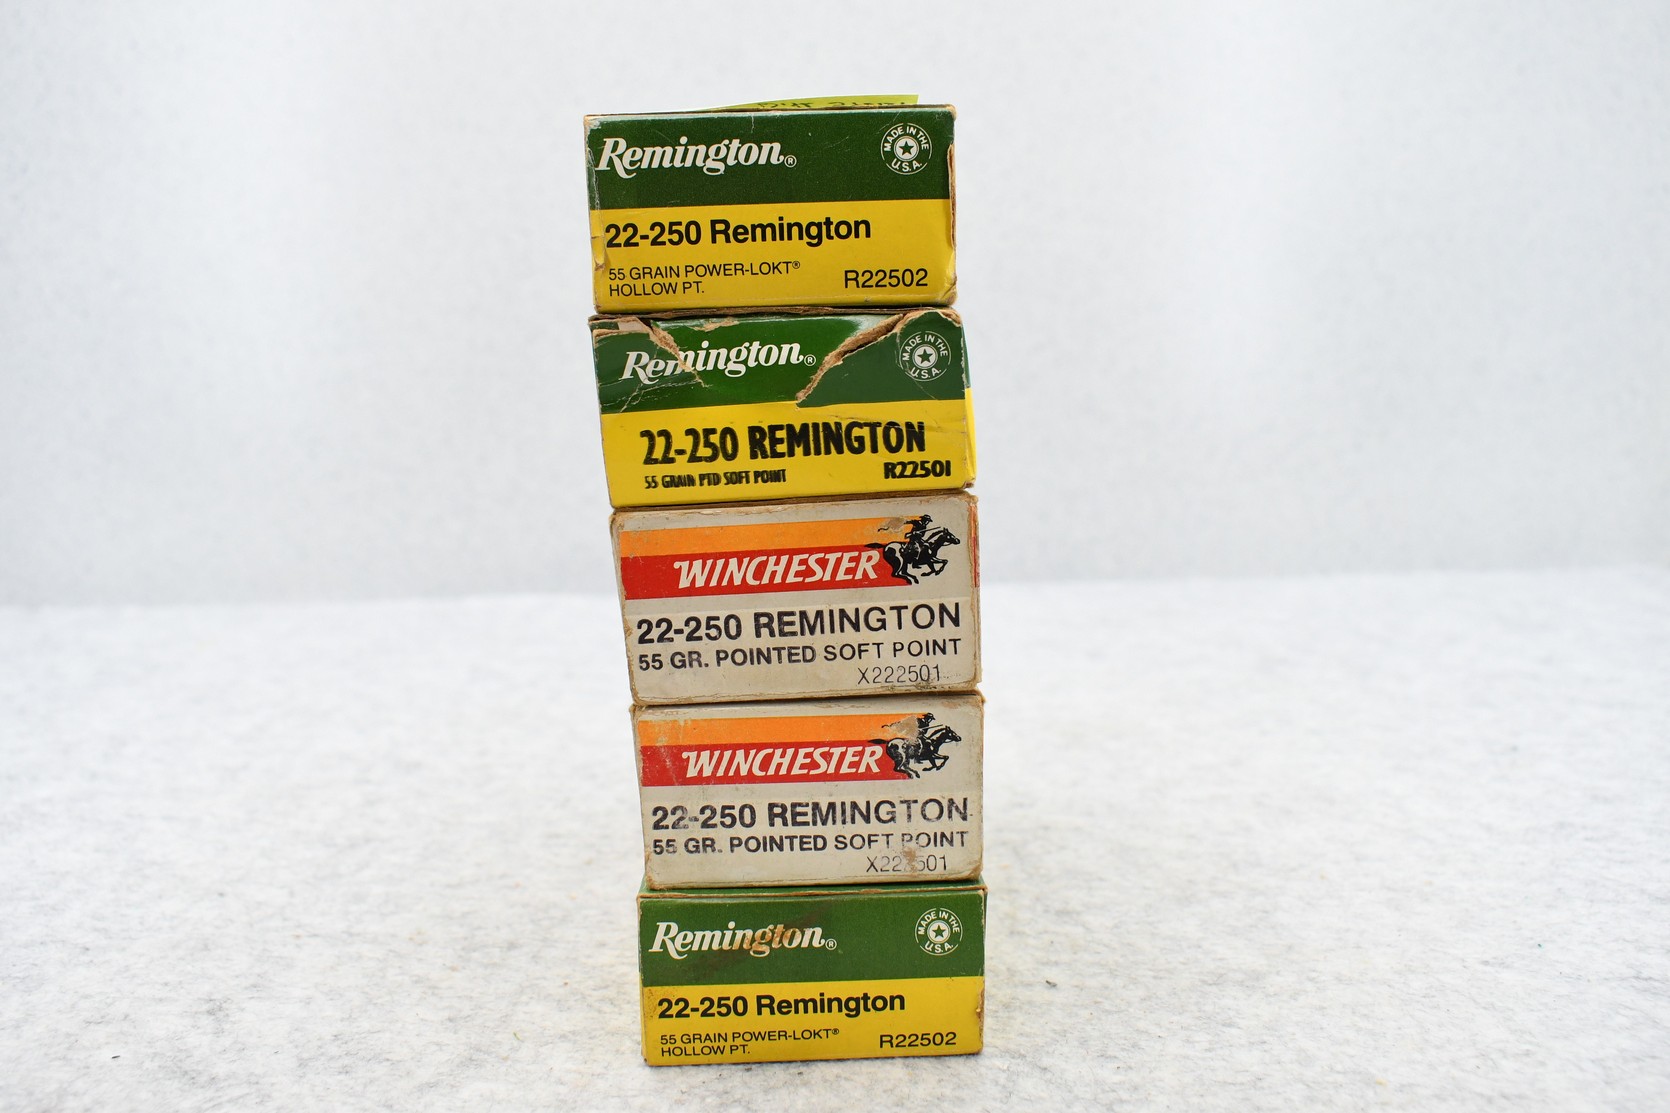 Remington®
MADE IN THE U.S.A.
22-250 Remington
55 GRAIN POWER-LOKT®
HOLLOW PT.
R22502
Remington®
MADE IN THE U.S.A.
22-250 REMINGTON
55 GRAIN PTD SOFT POINT
R22501
WINCHESTER
22-250 REMINGTON
55 GR. POINTED SOFT POINT
X222501
WINCHESTER
22-250 REMINGTON
55 GR. POINTED SOFT POINT
X222501
Remington®
MADE IN THE U.S.A.
22-250 Remington
55 GRAIN POWER-LOKT®
HOLLOW PT.
R22502